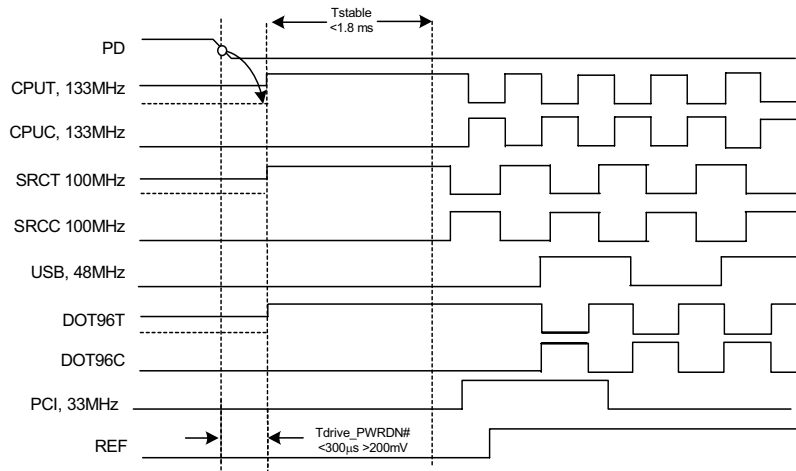 Tstable
<1.8 ms
PD
CPUT, 133MHz
CPUC, 133MHz
SRCT 100MHz
SRCC 100MHz
USB, 48MHz
DOT96T
DOT96C
PCI, 33MHz
Tdrive_PWRDN#
<300μs >200mV
REF